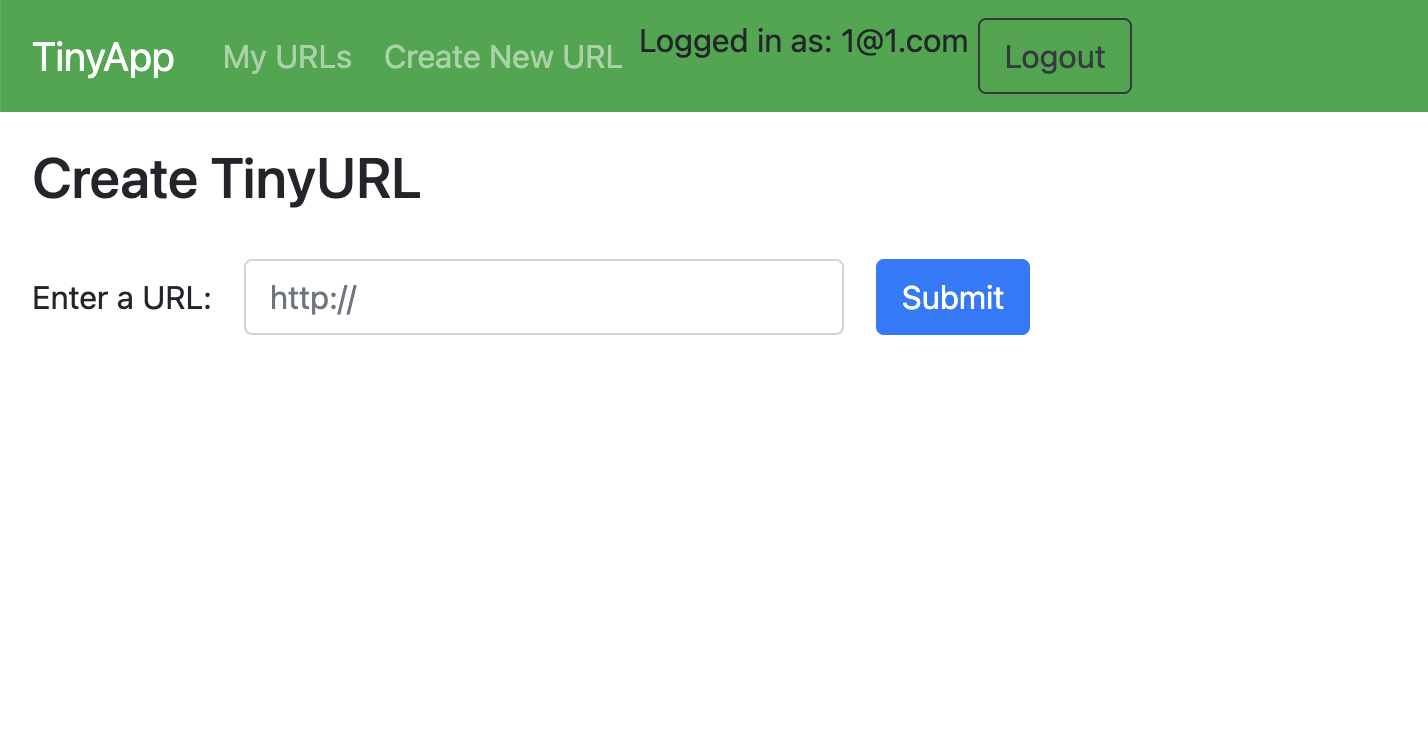 TinyApp My URLs Create New URL Logged in as: 1@1.com Logout
Create TinyURL
Enter a URL: http:// Submit